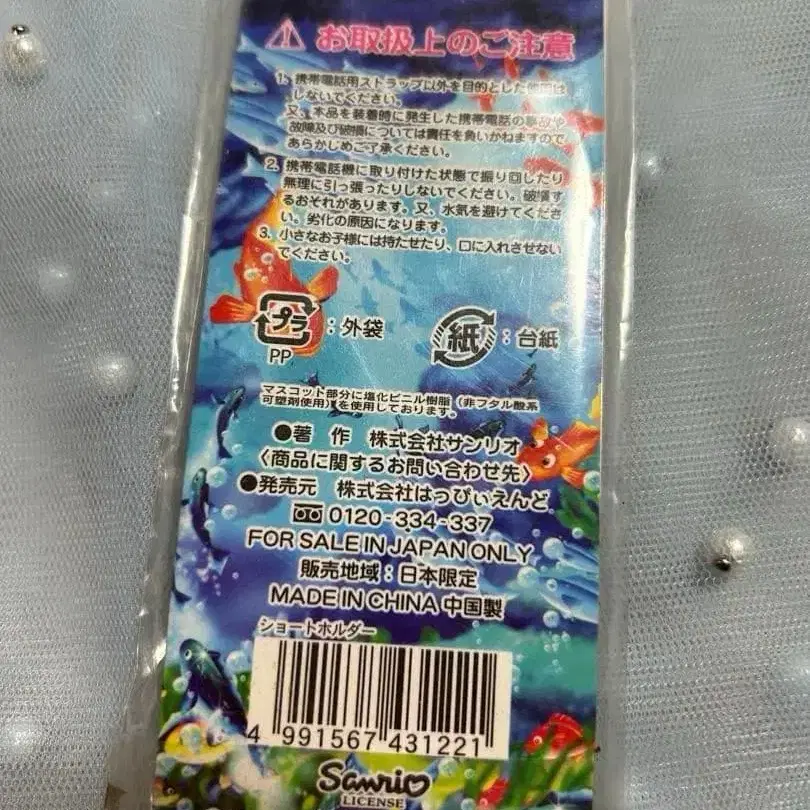 お取扱上のご注意
1. 携帯電話用ストラップ以外を目的とした使用は
しないでください。
又、本品を装着時に発生した携帯電話の事故や
故障及び破損については責任を負いかねますので
あらかじめご了承ください。
2. 携帯電話機に取り付けた状態で振り回したり
無理に引っ張ったりしないでください。破損す
るおそれがあります。又、水気を避けてくださ
い。劣化の原因になります。
3. 小さなお子様には持たせたり、口に入れさせない
でください。
プラ PP :外袋 紙 :台紙
マスコット部分に塩化ビニル樹脂(非フタル酸系
可塑剤使用)を使用しております。
●著 作 株式会社サンリオ
〈商品に関するお問い合わせ先〉
●発売元 株式会社はっぴぃえんど
0120-334-337
FOR SALE IN JAPAN ONLY
販売地域:日本限定
MADE IN CHINA 中国製
ショートホルダー
4 991567 431221
Sanrio
LICENSE